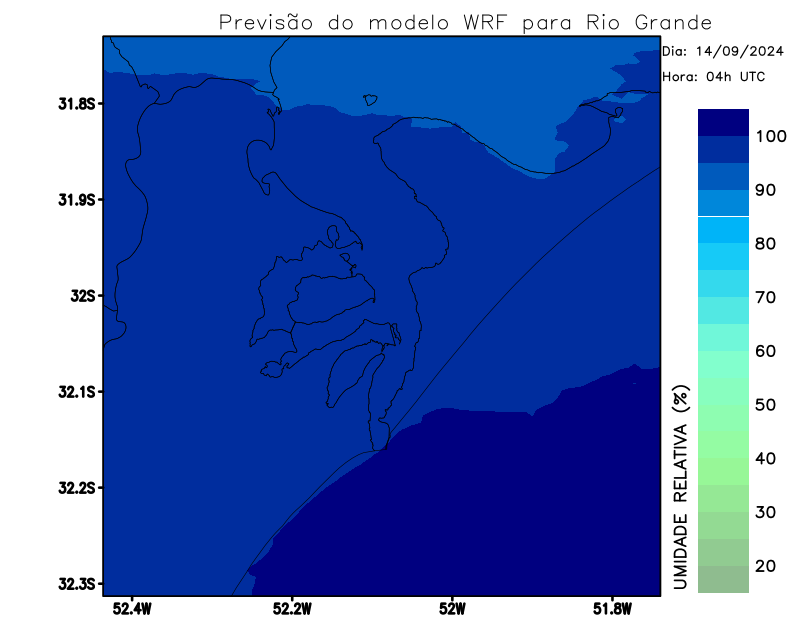 Previsão do modelo WRF para Rio Grande
Dia: 14/09/2024
Hora: 04h UTC
31.8S
31.9S
32S
32.1S
32.2S
32.3S
52.4W
52.2W
52W
51.8W
100
90
80
70
60
50
40
30
20
UMIDADE RELATIVA (%)